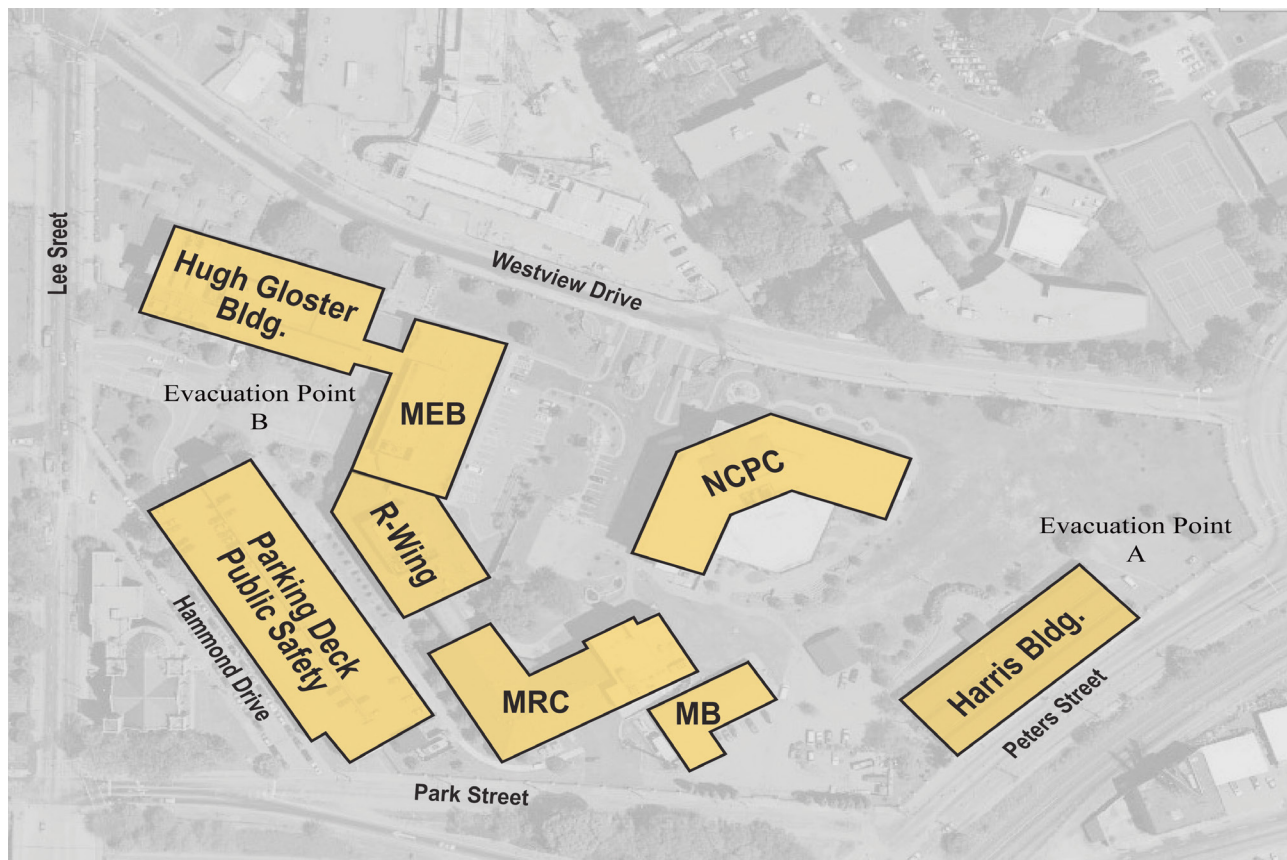 Lee Sreet
Hugh Gloster
Bldg.
Westview Drive
Evacuation Point
B
MEB
NCPC
R-Wing
Evacuation Point
A
Parking Deck
Public Safety
Hammond Drive
MRC
MB
Harris Bldg.
Peters Street
Park Street